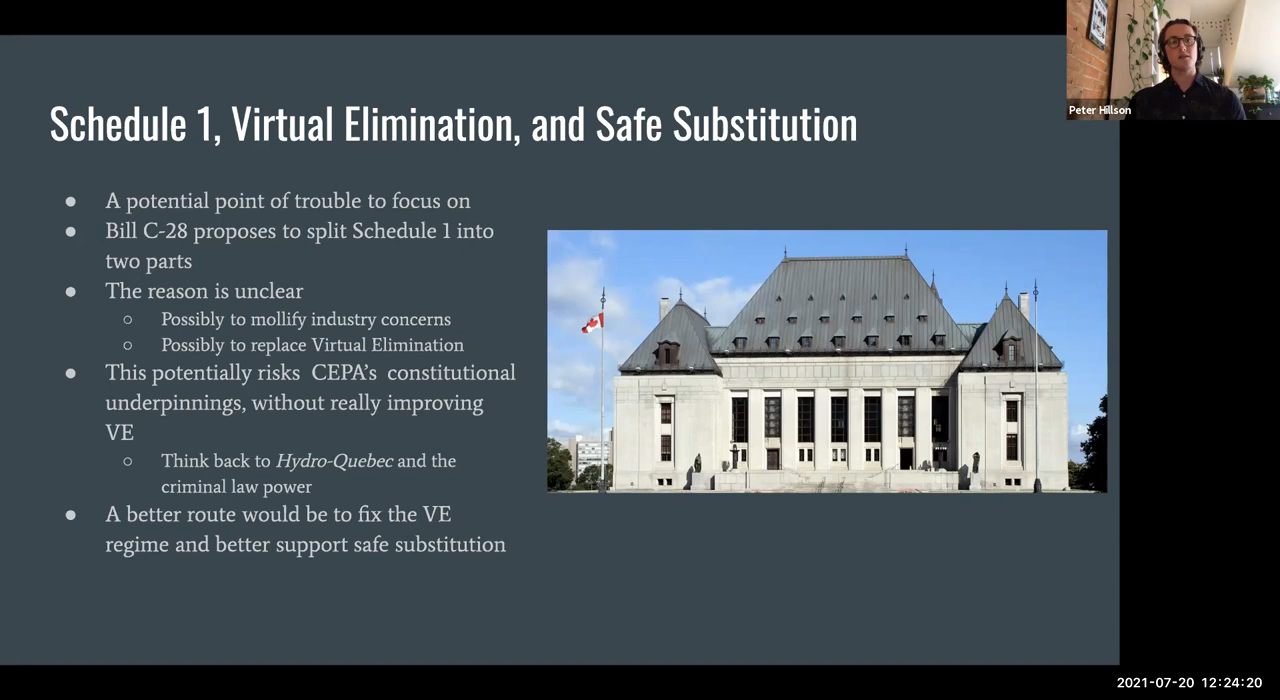 Schedule 1, Virtual Elimination, and Safe Substitution
Peter Hillson
● A potential point of trouble to focus on
● Bill C-28 proposes to split Schedule 1 into
two parts
● The reason is unclear
○ Possibly to mollify industry concerns
○ Possibly to replace Virtual Elimination
● This potentially risks CEPA's constitutional
underpinnings, without really improving
VE
○ Think back to Hydro-Quebec and the
criminal law power
● A better route would be to fix the VE
regime and better support safe substitution
2021-07-20 12:24:20